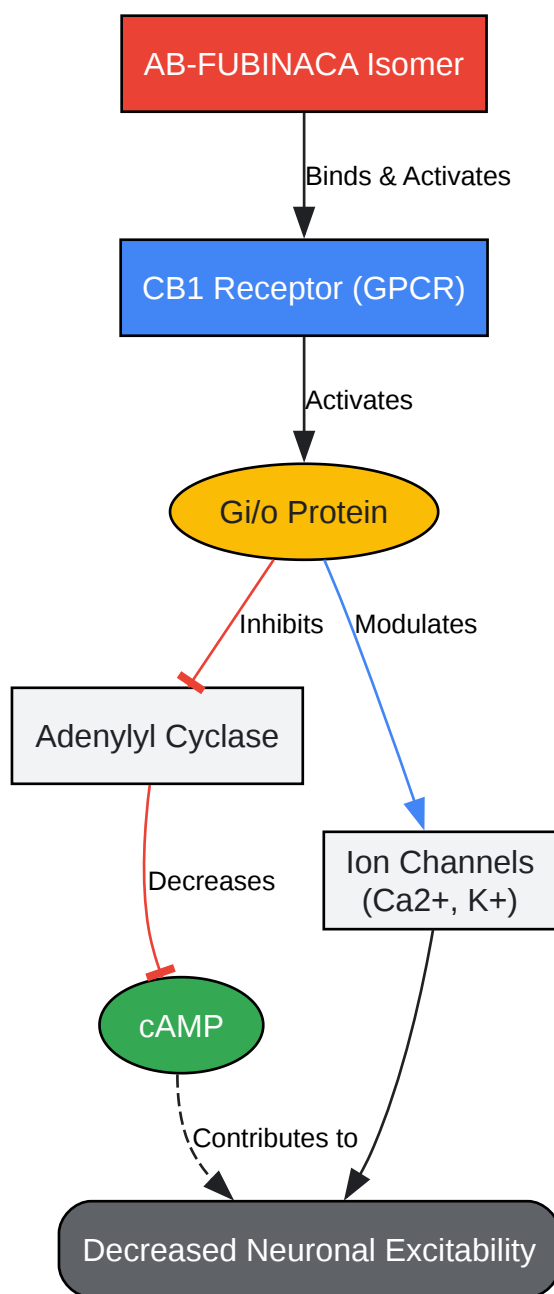 AB-FUBINACA Isomer
Binds & Activates
CB1 Receptor (GPCR)
Activates
Gi/o Protein
Inhibits
Modulates
Adenylyl Cyclase
Ion Channels
(Ca2+, K+)
Decreases
cAMP
Contributes to
Decreased Neuronal Excitability